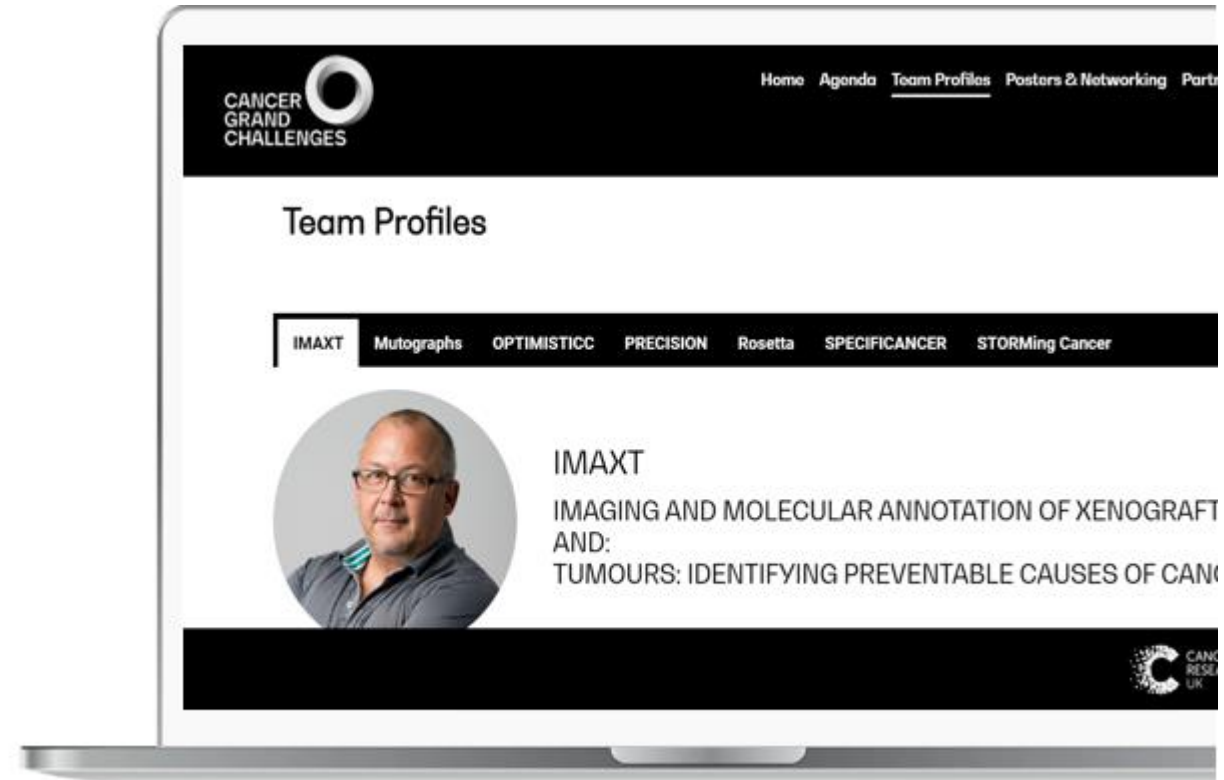 CANCER
GRAND
CHALLENGES
Home Agenda Team Profiles Posters & Networking
Team Profiles
IMAXT Mutographs OPTIMISTICC PRECISION Rosetta SPECIFICANCER STORMing Cancer
IMAXT
IMAGING AND MOLECULAR ANNOTATION OF XENOGRAFT
AND:
TUMOURS: IDENTIFYING PREVENTABLE CAUSES OF
UK